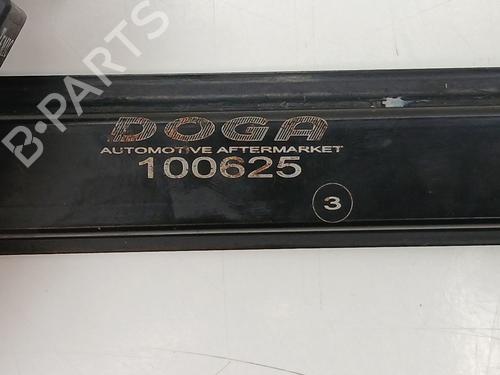 B-PARTS
DOGA
AUTOMOTIVE AFTERMARKET
100625
3